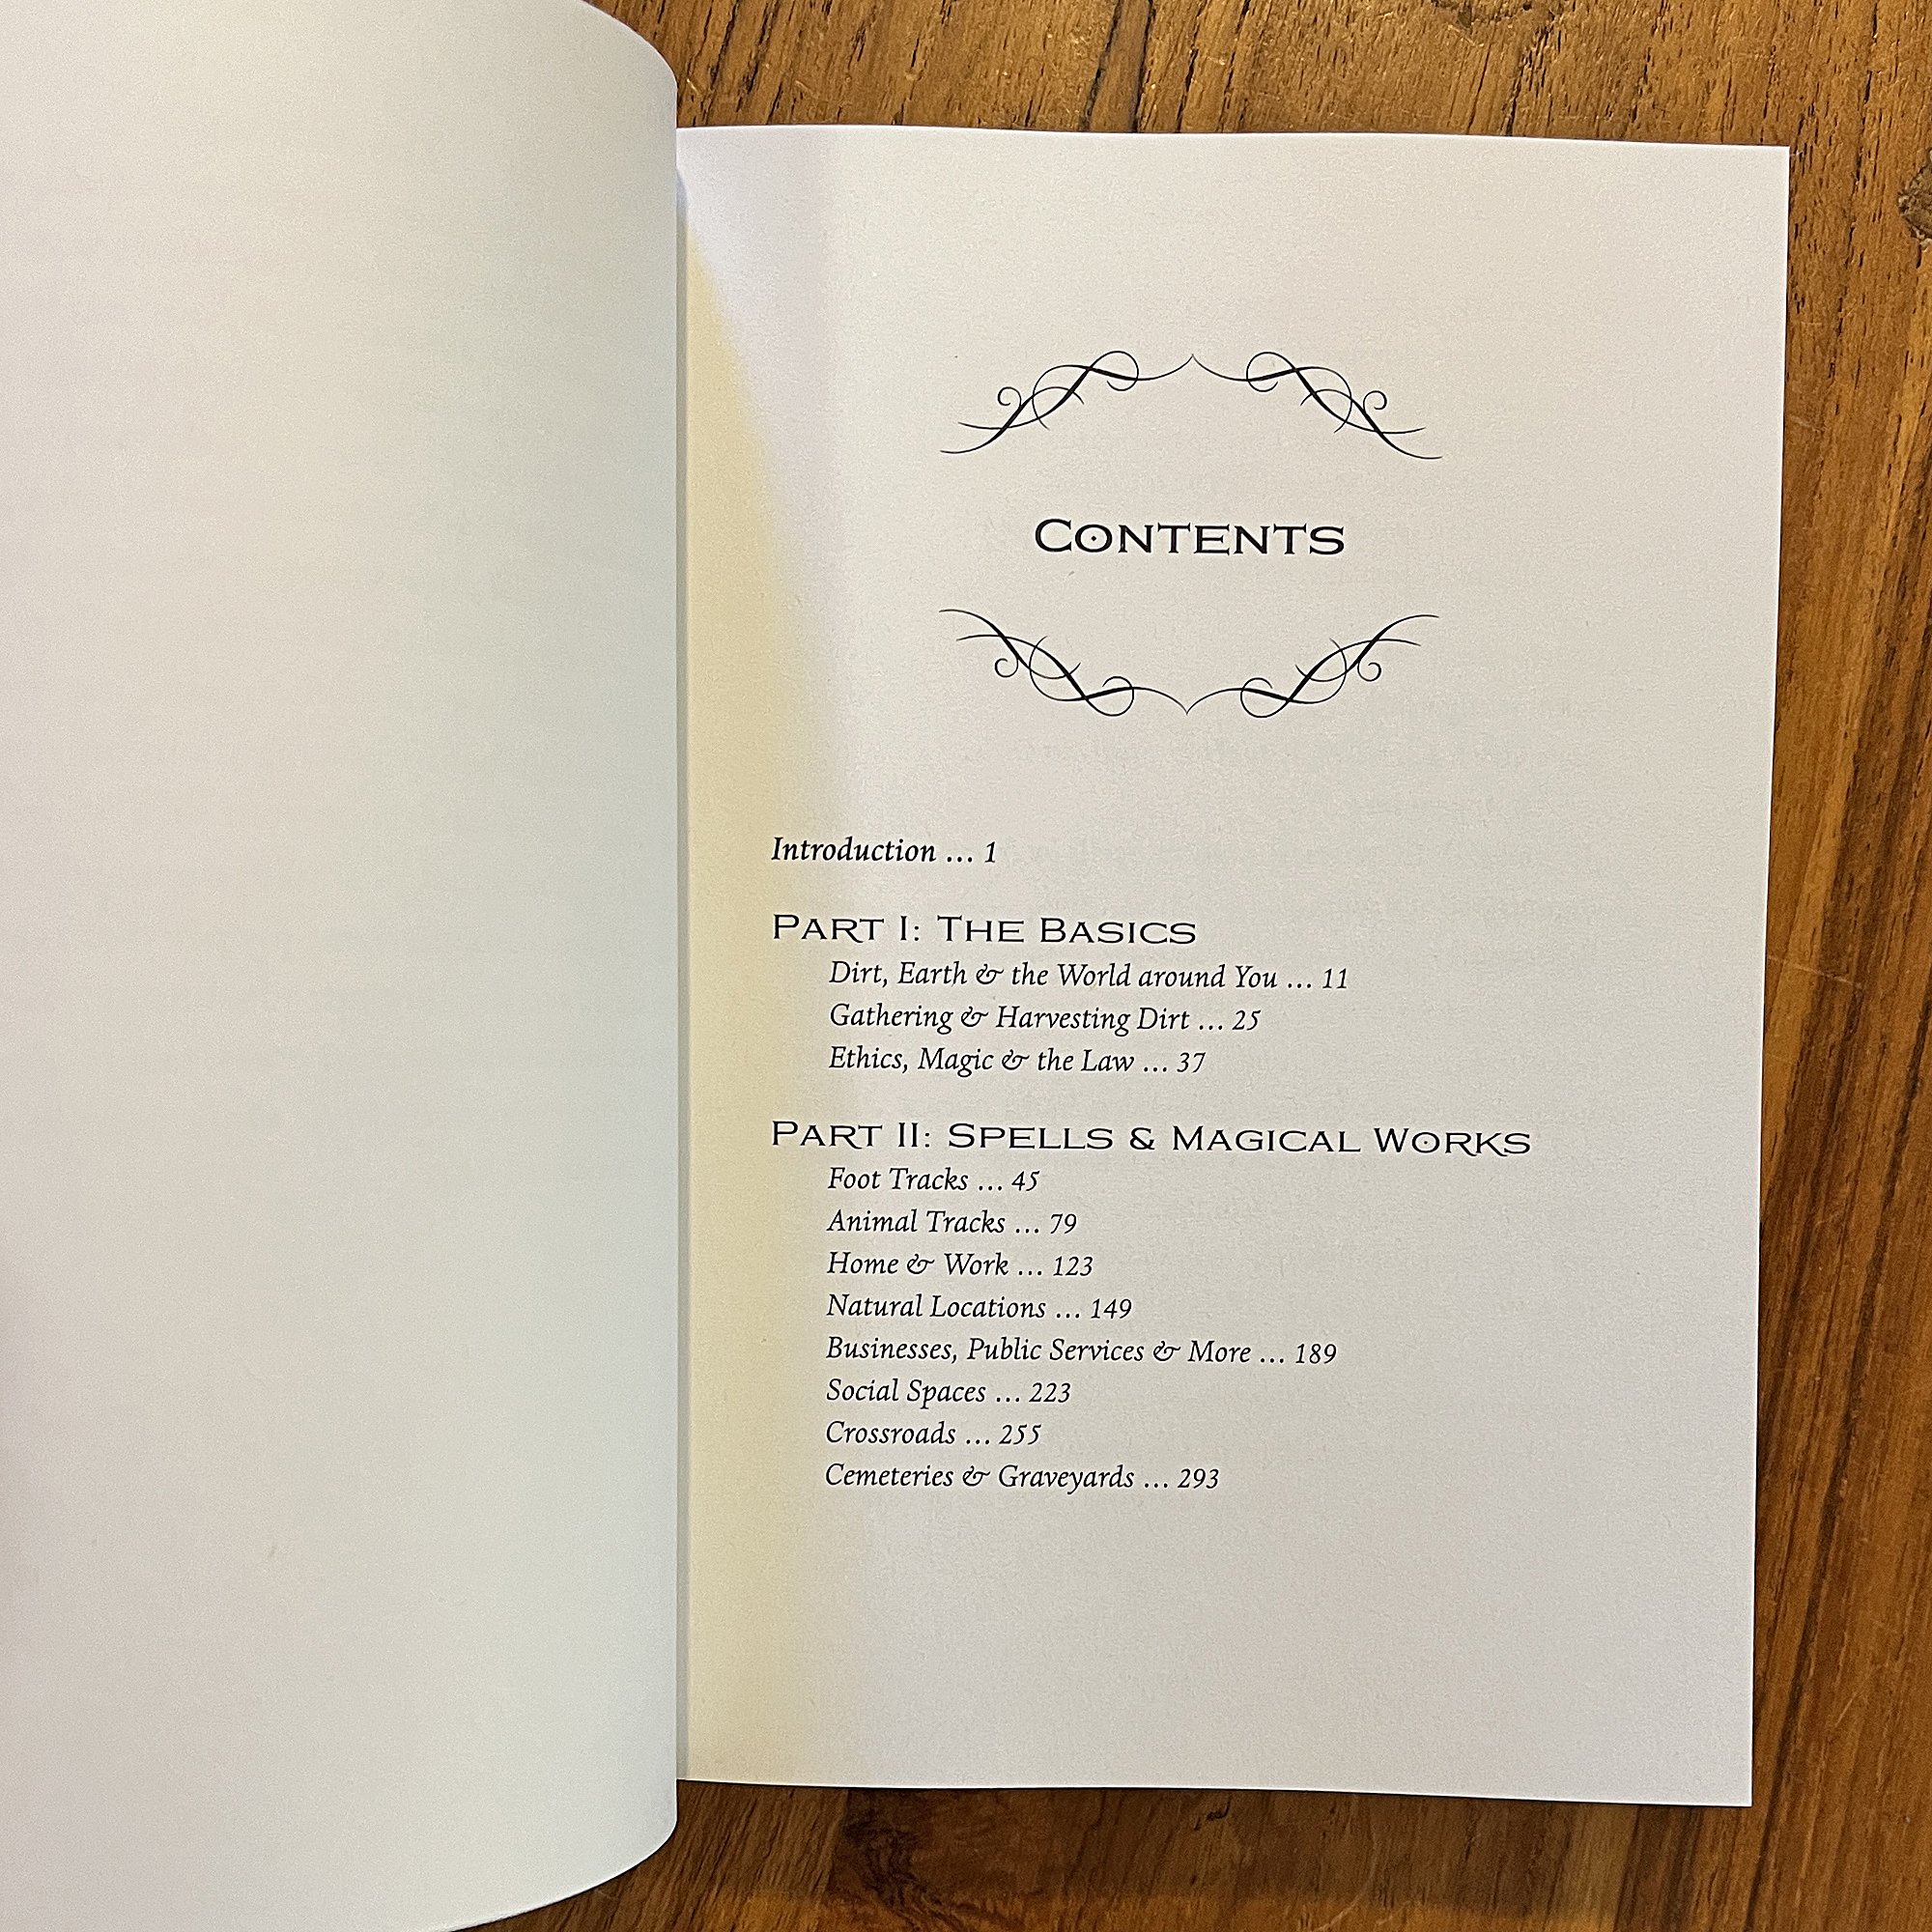 Contents
Introduction ... 1
Part I: The Basics
Dirt, Earth & the World around You ... 11
Gathering & Harvesting Dirt ... 25
Ethics, Magic & the Law ... 37
Part II: Spells & Magical Works
Foot Tracks ... 45
Animal Tracks ... 79
Home & Work ... 123
Natural Locations ... 149
Businesses, Public Services & More ... 189
Social Spaces ... 223
Crossroads ... 255
Cemeteries & Graveyards ... 293